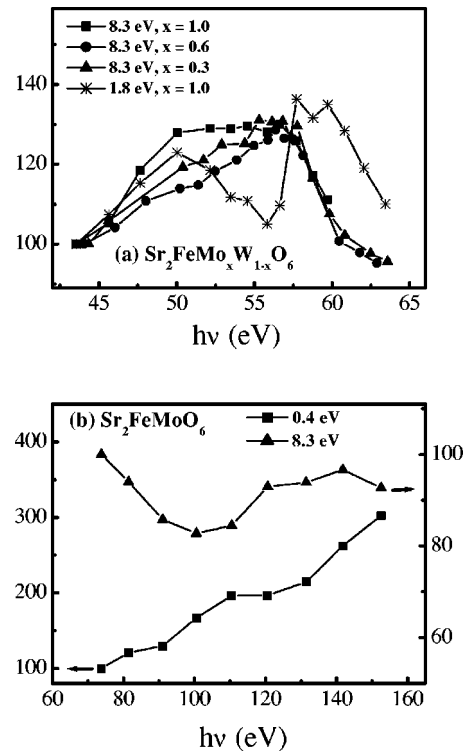 8.3 eV, x = 1.0
8.3 eV, x = 0.6
8.3 eV, x = 0.3
1.8 eV, x = 1.0
140
120
100
(a) Sr₂FeMoₓW₁₋ₓO₆
45 50 55 60 65
hν (eV)
(b) Sr₂FeMoO₆
0.4 eV
8.3 eV
400
300
200
100
100
80
60
60 80 100 120 140 160
hν (eV)